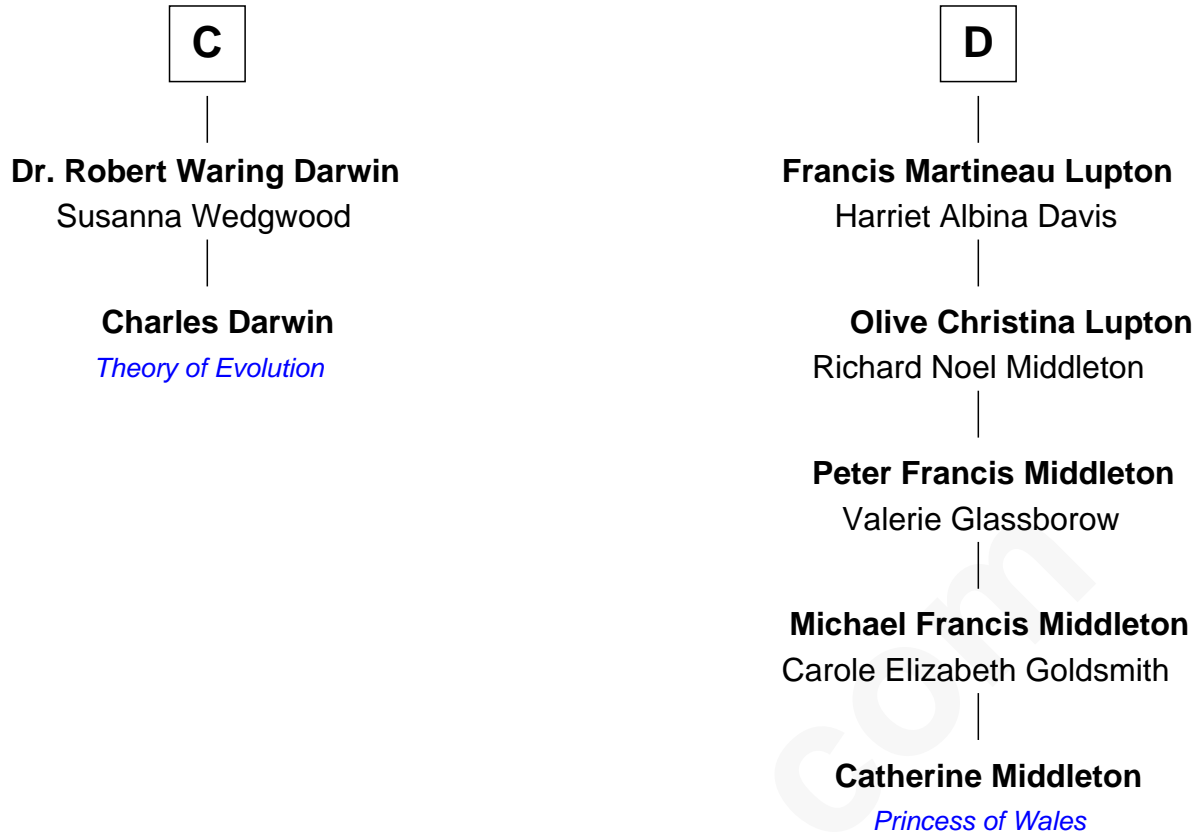 C
Dr. Robert Waring Darwin
Susanna Wedgwood
Charles Darwin
Theory of Evolution
D
Francis Martineau Lupton
Harriet Albina Davis
Olive Christina Lupton
Richard Noel Middleton
Peter Francis Middleton
Valerie Glassborow
Michael Francis Middleton
Carole Elizabeth Goldsmith
Catherine Middleton
Princess of Wales
com